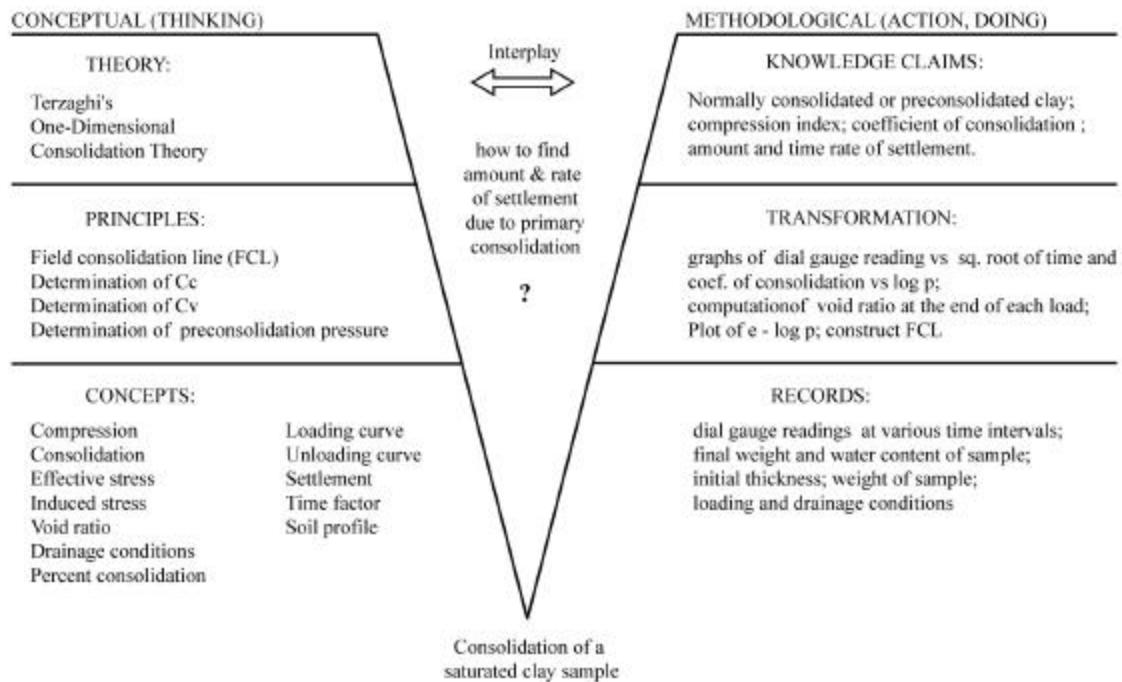 CONCEPTUAL (THINKING)
THEORY:
Terzaghi's
One-Dimensional
Consolidation Theory
PRINCIPLES:
Field consolidation line (FCL)
Determination of Cc
Determination of Cv
Determination of preconsolidation pressure
CONCEPTS:
Compression
Consolidation
Effective stress
Induced stress
Void ratio
Drainage conditions
Percent consolidation
Loading curve
Unloading curve
Settlement
Time factor
Soil profile
Interplay
how to find
amount & rate
of settlement
due to primary
consolidation
?
METHODOLOGICAL (ACTION, DOING)
KNOWLEDGE CLAIMS:
Normally consolidated or preconsolidated clay;
compression index; coefficient of consolidation ;
amount and time rate of settlement.
TRANSFORMATION:
graphs of dial gauge reading vs sq. root of time and
coef. of consolidation vs log p;
computationof void ratio at the end of each load;
Plot of e - log p; construct FCL
RECORDS:
dial gauge readings at various time intervals;
final weight and water content of sample;
initial thickness; weight of sample;
loading and drainage conditions
Consolidation of a
saturated clay sample